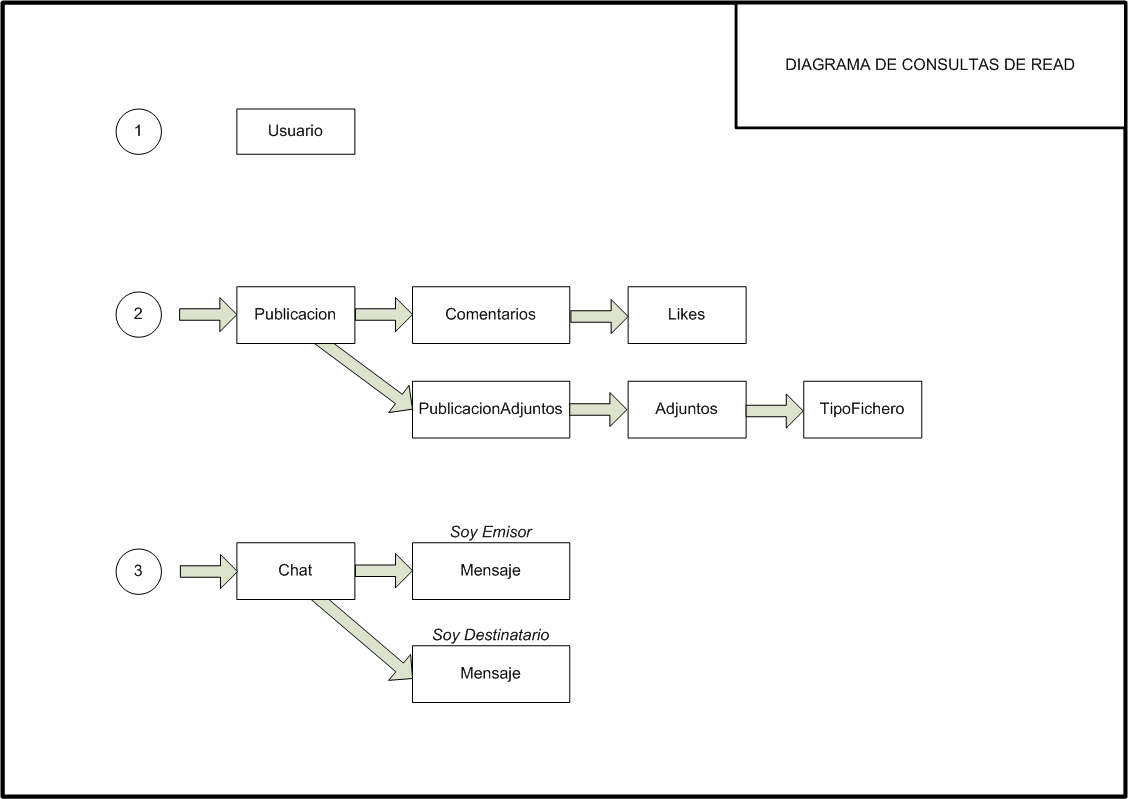 DIAGRAMA DE CONSULTAS DE READ
1
Usuario
2
Publicacion
Comentarios
Likes
PublicacionAdjuntos
Adjuntos
TipoFichero
3
Chat
Soy Emisor
Mensaje
Soy Destinatario
Mensaje